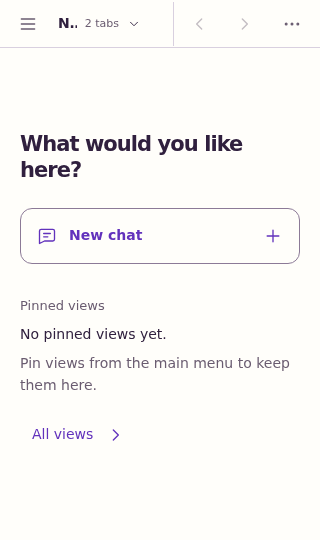 N.. 2 tabs
What would you like
here?
New chat
Pinned views
No pinned views yet.
Pin views from the main menu to keep
them here.
All views